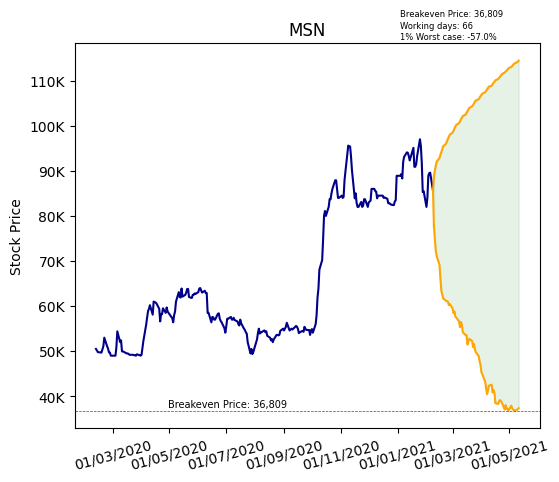 Breakeven Price: 36,809
Working days: 66
1% Worst case: -57.0%
MSN
Stock Price
110K
100K
90K
80K
70K
60K
50K
40K
Breakeven Price: 36,809
01/03/2020
01/05/2020
01/07/2020
01/09/2020
01/11/2020
01/01/2021
01/03/2021
01/05/2021